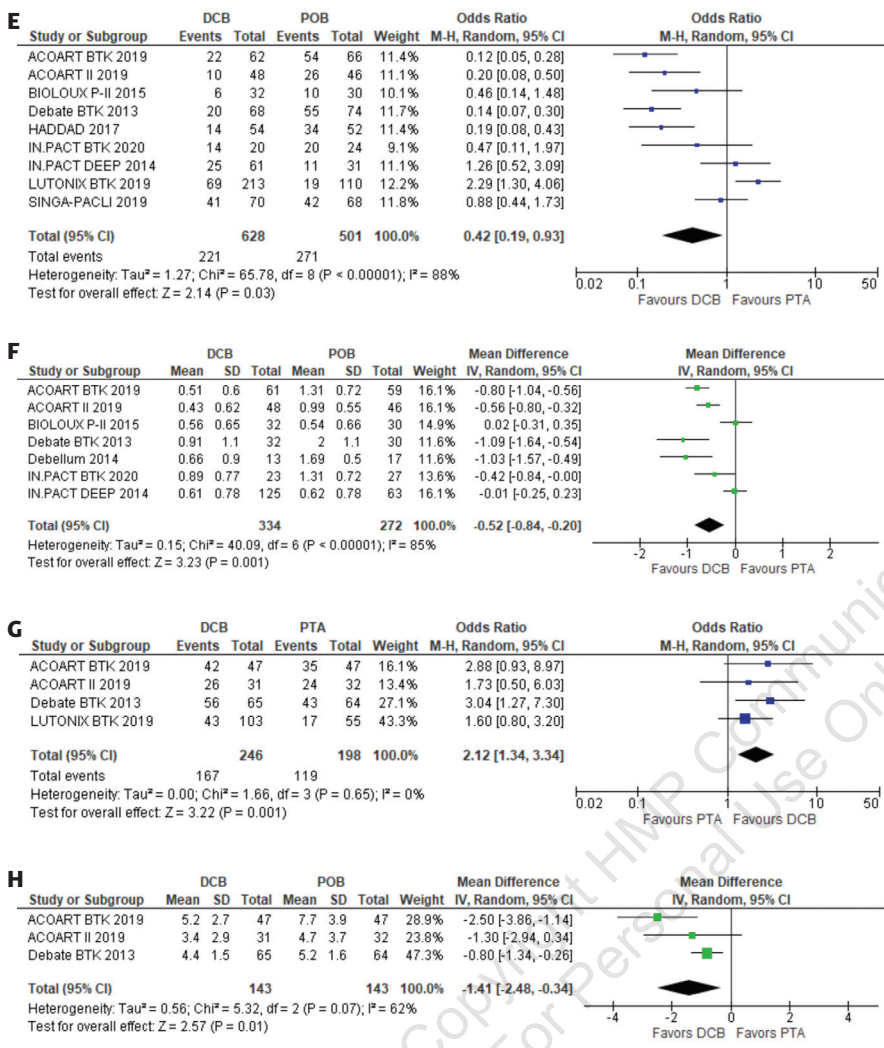 E
DCB POB Odds Ratio Odds Ratio
Study or Subgroup Events Total Events Total Weight M-H, Random, 95% CI M-H, Random, 95% CI
ACOART BTK 2019 22 62 54 66 11.4% 0.12 [0.05, 0.28]
ACOART II 2019 10 48 26 46 11.1% 0.20 [0.08, 0.50]
BIOLOUX P-II 2015 6 32 10 30 10.1% 0.46 [0.14, 1.48]
Debate BTK 2013 20 68 55 74 11.7% 0.14 [0.07, 0.30]
HADDAD 2017 14 54 34 52 11.4% 0.19 [0.08, 0.43]
IN.PACT BTK 2020 14 20 20 24 9.1% 0.47 [0.11, 1.97]
IN.PACT DEEP 2014 25 61 11 31 11.1% 1.26 [0.52, 3.09]
LUTONIX BTK 2019 69 213 19 110 12.2% 2.29 [1.30, 4.06]
SINGA-PACLI 2019 41 70 42 68 11.8% 0.88 [0.44, 1.73]
Total (95% CI) 628 501 100.0% 0.42 [0.19, 0.93]
Total events 221 271
Heterogeneity: Tau² = 1.27; Chi² = 65.78, df = 8 (P < 0.00001); I² = 88%
Test for overall effect: Z = 2.14 (P = 0.03)
0.02 0.1 1 10 50
Favours DCB Favours PTA
F
DCB POB Mean Difference Mean Difference
Study or Subgroup Mean SD Total Mean SD Total Weight IV, Random, 95% CI IV, Random, 95% CI
ACOART BTK 2019 0.51 0.6 61 1.31 0.72 59 16.1% -0.80 [-1.04, -0.56]
ACOART II 2019 0.43 0.62 48 0.99 0.55 46 16.1% -0.56 [-0.80, -0.32]
BIOLOUX P-II 2015 0.56 0.65 32 0.54 0.66 30 14.9% 0.02 [-0.31, 0.35]
Debate BTK 2013 0.91 1.1 32 2 1.1 30 11.6% -1.09 [-1.64, -0.54]
Debellum 2014 0.66 0.9 13 1.69 0.5 17 11.7% -1.03 [-1.57, -0.49]
IN.PACT BTK 2020 0.89 0.77 23 1.31 0.72 27 13.6% -0.42 [-0.84, -0.00]
IN.PACT DEEP 2014 0.61 0.78 125 0.62 0.78 63 16.1% -0.01 [-0.25, 0.23]
Total (95% CI) 334 272 100.0% -0.52 [-0.84, -0.20]
Heterogeneity: Tau² = 0.15; Chi² = 40.09, df = 6 (P < 0.00001); I² = 85%
Test for overall effect: Z = 3.23 (P = 0.001)
-2 -1 0 1 2
Favours DCB Favours PTA
G
DCB PTA Odds Ratio Odds Ratio
Study or Subgroup Events Total Events Total Weight M-H, Random, 95% CI M-H, Random, 95% CI
ACOART BTK 2019 42 47 35 47 16.1% 2.88 [0.93, 8.97]
ACOART II 2019 26 31 24 32 13.4% 1.73 [0.50, 6.03]
Debate BTK 2013 56 65 43 64 27.1% 3.04 [1.27, 7.30]
LUTONIX BTK 2019 43 103 17 55 43.3% 1.60 [0.80, 3.20]
Total (95% CI) 246 198 100.0% 2.12 [1.34, 3.34]
Total events 167 119
Heterogeneity: Tau² = 0.00; Chi² = 1.66, df = 3 (P = 0.65); I² = 0%
Test for overall effect: Z = 3.22 (P = 0.001)
0.02 0.1 1 10 50
Favours PTA Favours DCB
H
DCB POB Mean Difference Mean Difference
Study or Subgroup Mean SD Total Mean SD Total Weight IV, Random, 95% CI IV, Random, 95% CI
ACOART BTK 2019 5.2 2.7 47 7.7 3.9 47 28.9% -2.50 [-3.86, -1.14]
ACOART II 2019 3.4 2.9 31 4.7 3.7 32 23.8% -1.30 [-2.94, 0.34]
Debate BTK 2013 4.4 1.5 65 5.2 1.6 64 47.3% -0.80 [-1.34, -0.26]
Total (95% CI) 143 143 100.0% -1.41 [-2.48, -0.34]
Heterogeneity: Tau² = 0.56; Chi² = 5.32, df = 2 (P = 0.07); I² = 62%
Test for overall effect: Z = 2.57 (P = 0.01)
-4 -2 0 2 4
Favors DCB Favors PTA
Copyright HMP
For Personal Use